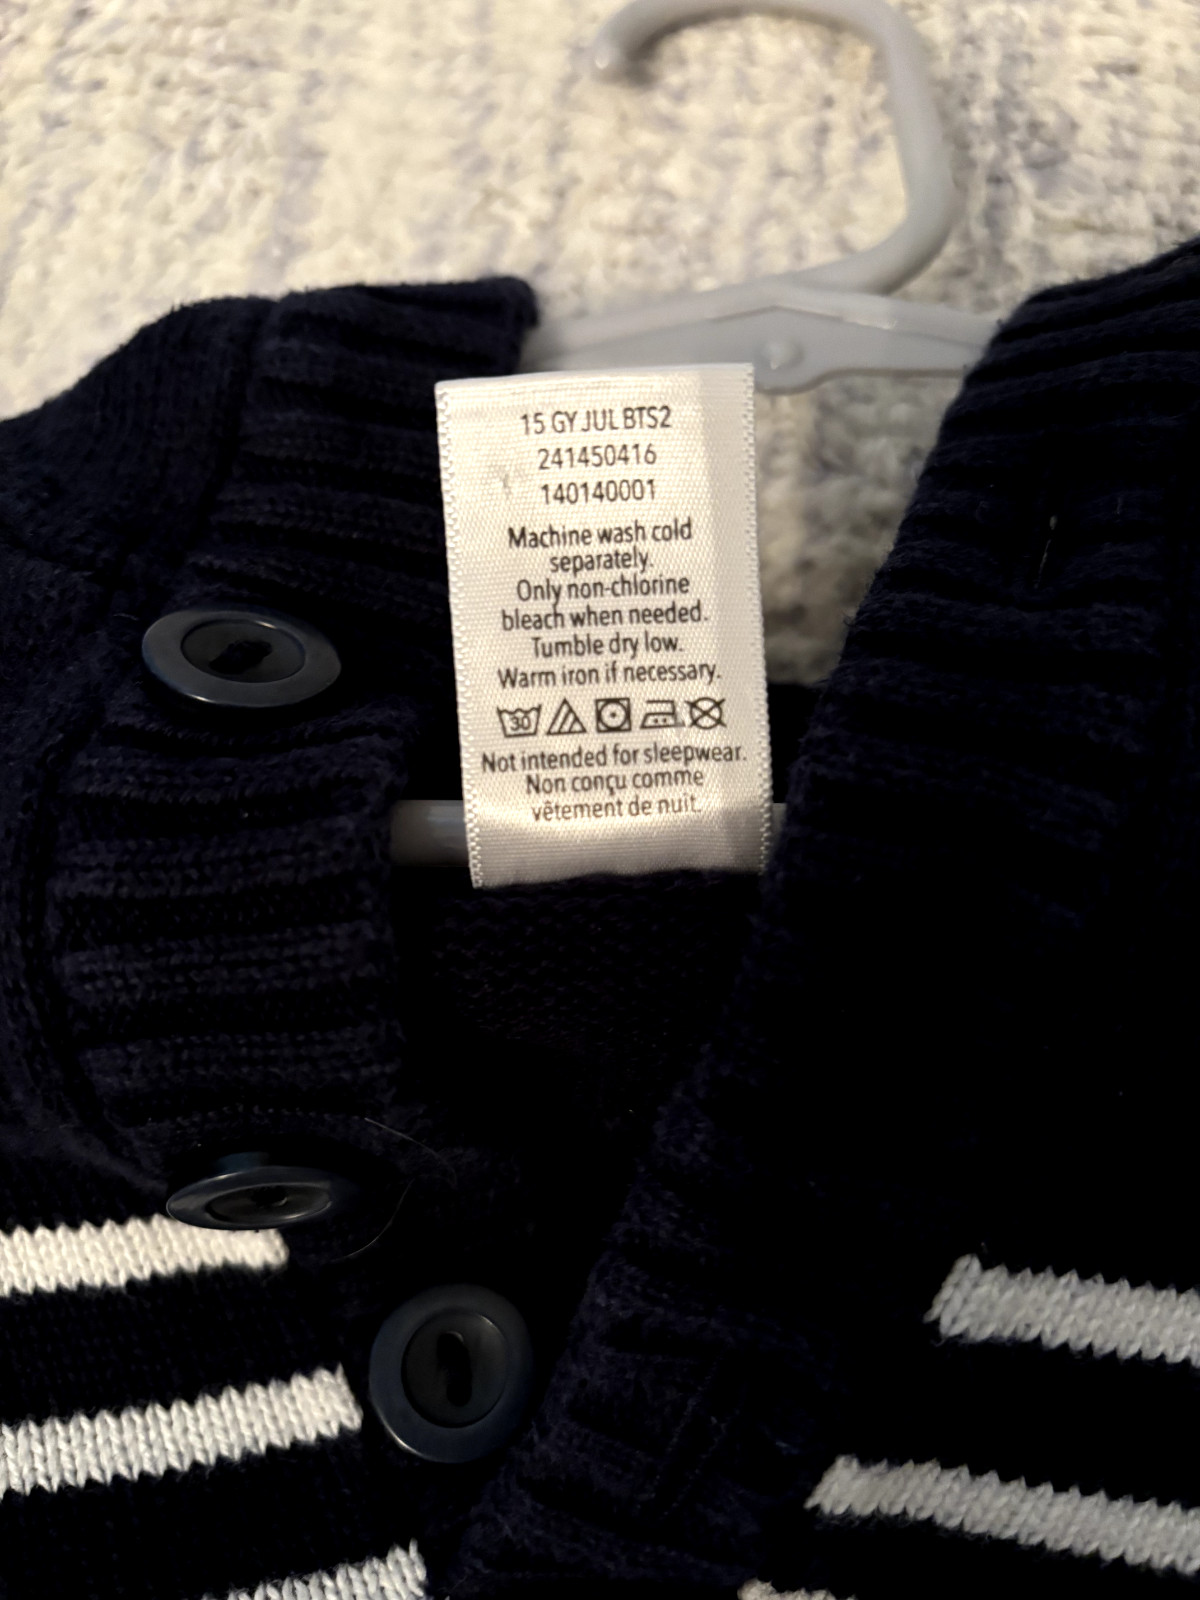 15 GY JUL BTS2
241450416
140140001
Machine wash cold
separately.
Only non-chlorine
bleach when needed.
Tumble dry low.
Warm iron if necessary.
30
Not intended for sleepwear.
Non conçu comme
vêtement de nuit.